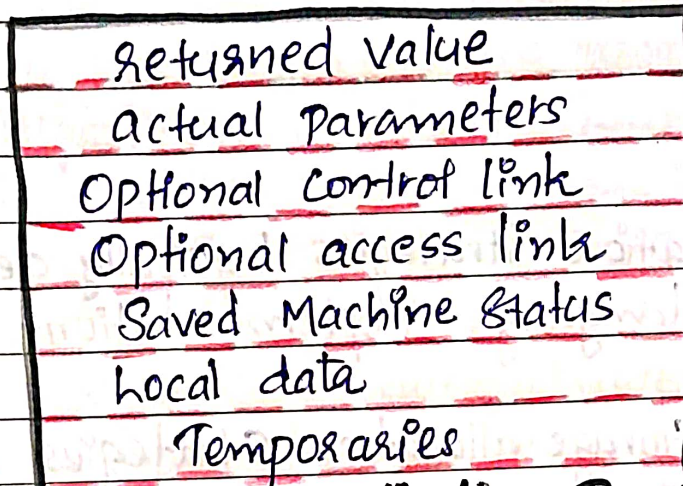 returned value
actual parameters
Optional Control link
Optional access link
Saved Machine Status
Local data
Temporaries